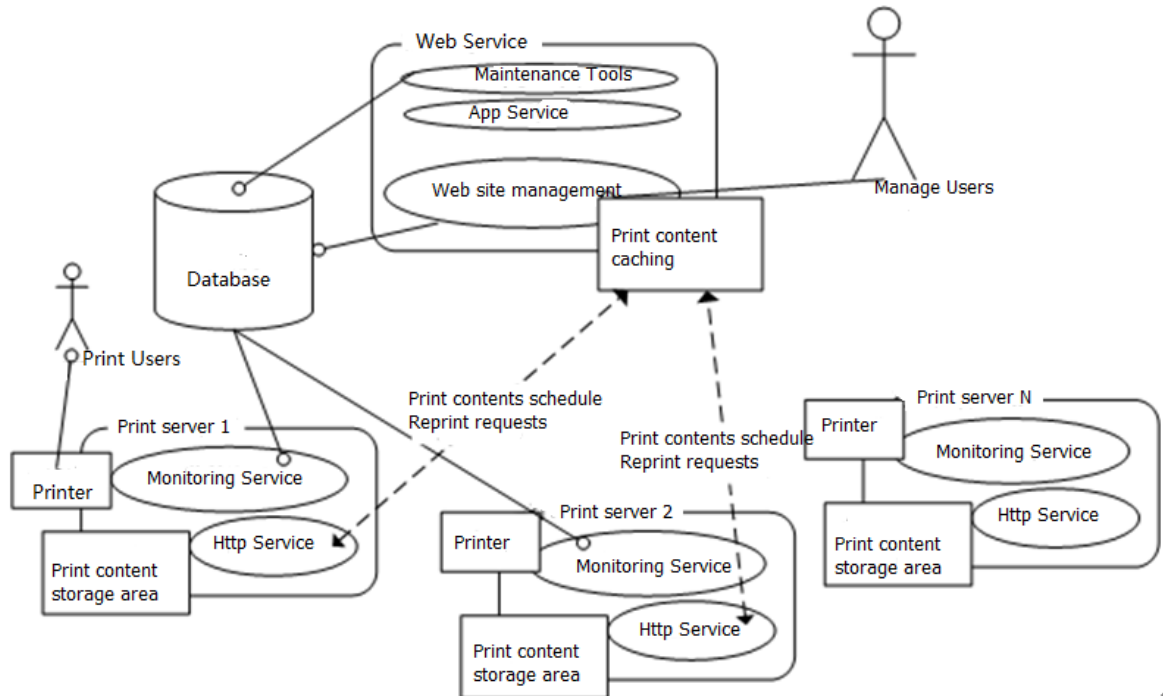 Web Service
Maintenance Tools
App Service
Web site management
Manage Users
Print content
caching
Database
Print Users
Print contents schedule
Reprint requests
Print contents schedule
Reprint requests
Print server 1
Printer
Monitoring Service
Http Service
Print content
storage area
Print server 2
Printer
Monitoring Service
Http Service
Print content
storage area
Print server N
Printer
Monitoring Service
Http Service
Print content
storage area